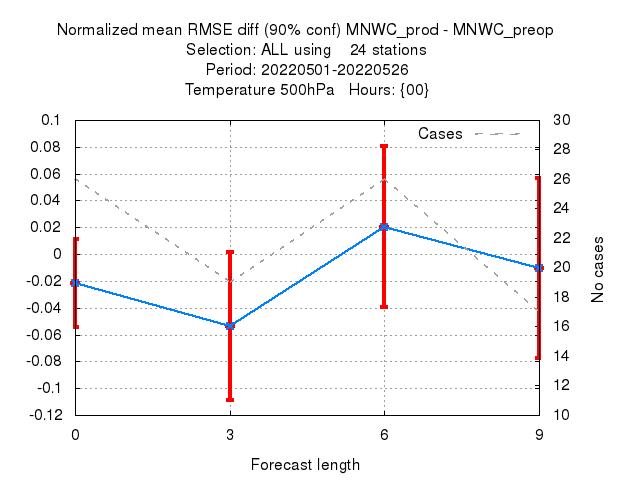 Normalized mean RMSE diff (90% conf) MNWC_prod - MNWC_preop
Selection: ALL using    24 stations
Period: 20220501-20220526
Temperature 500hPa   Hours: {00}
Cases
0.1
0.08
0.06
0.04
0.02
0
-0.02
-0.04
-0.06
-0.08
-0.1
-0.12
30
28
26
24
22
20
18
16
14
12
10
No cases
0 3 6 9
Forecast length